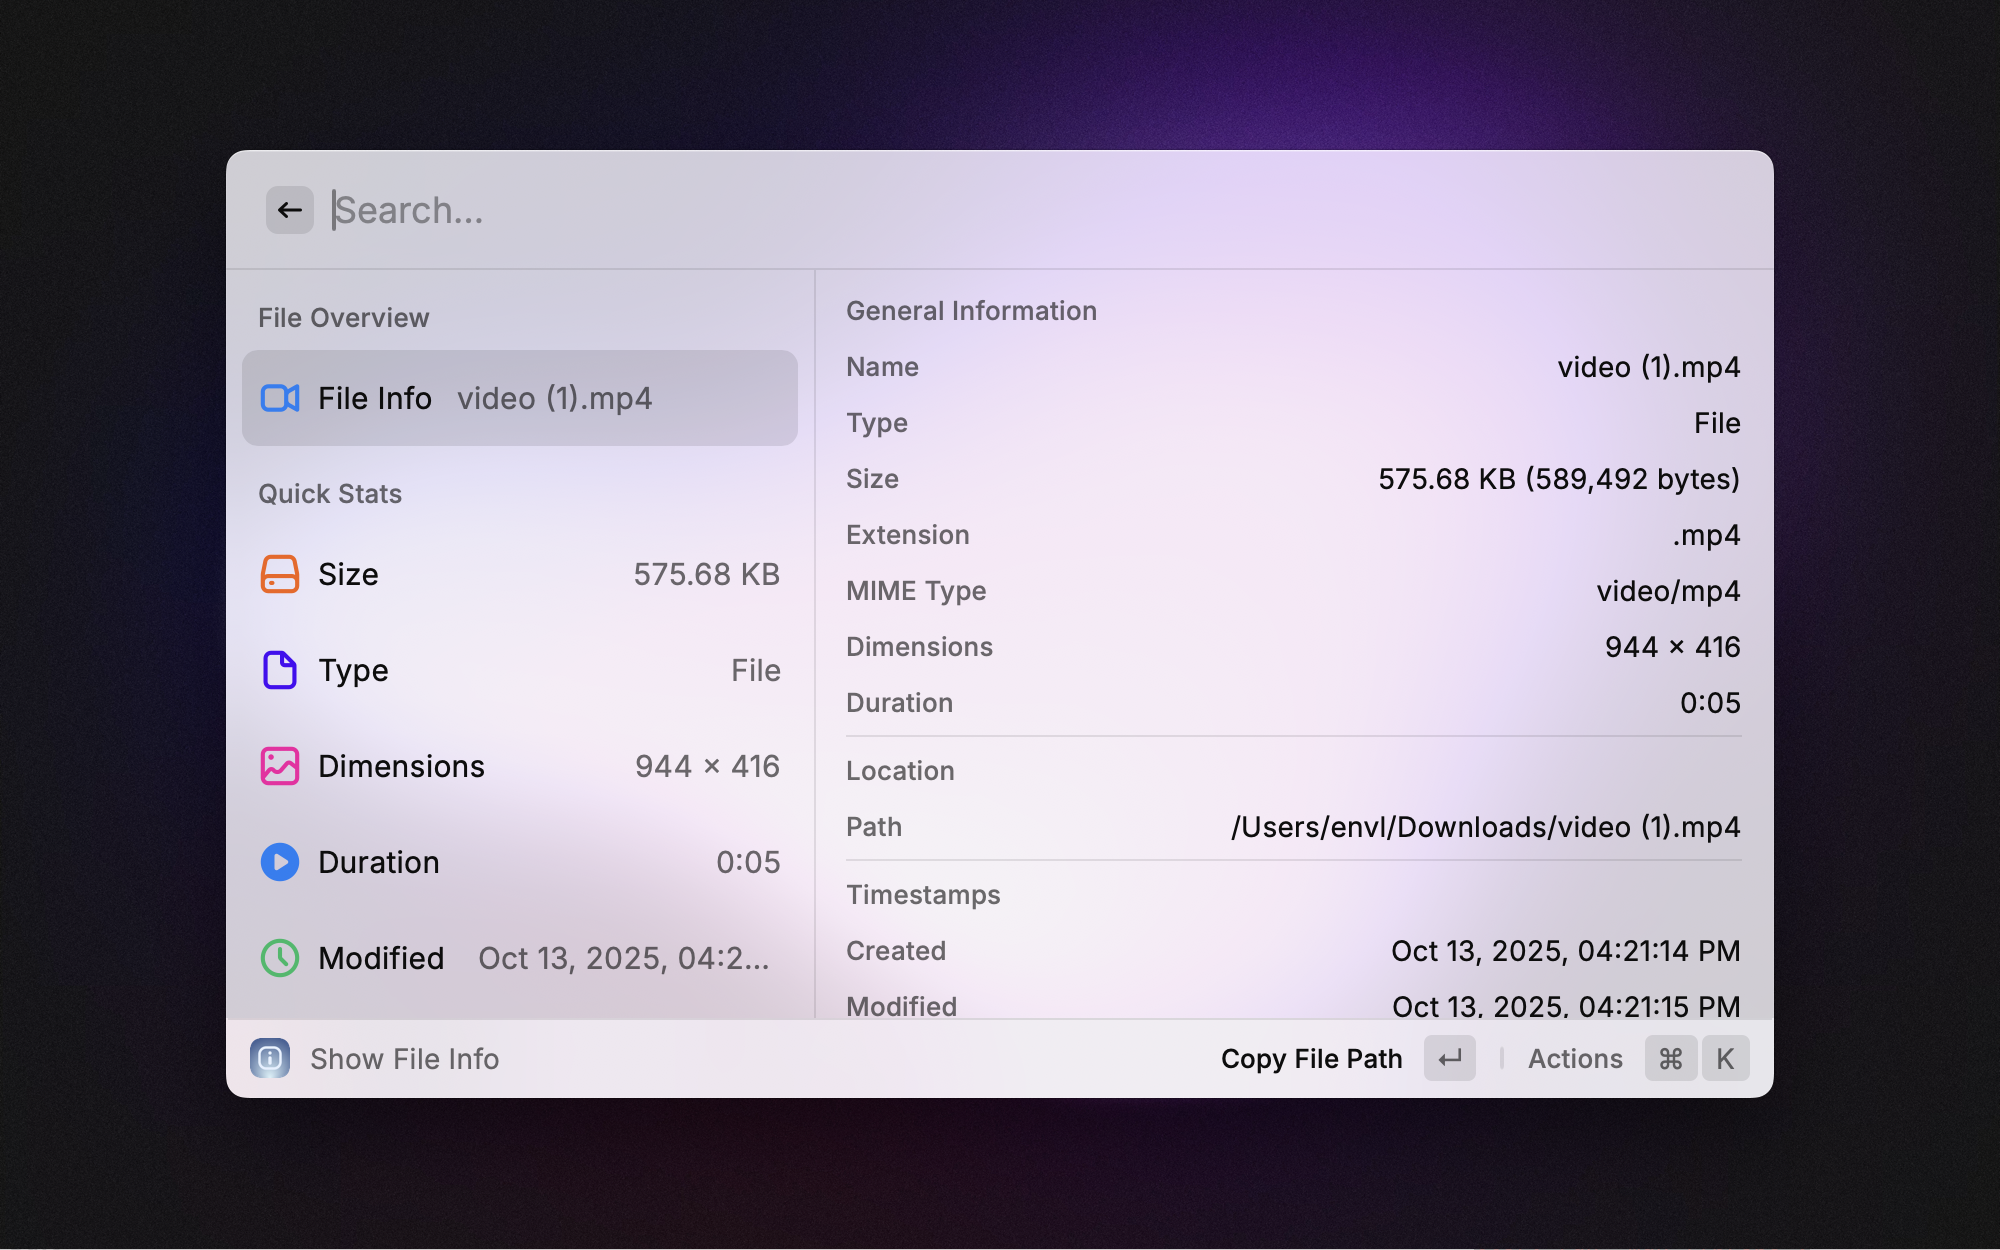 Search...
File Overview
File Info video (1).mp4
Quick Stats
Size 575.68 KB
Type File
Dimensions 944 × 416
Duration 0:05
Modified Oct 13, 2025, 04:2...
General Information
Name video (1).mp4
Type File
Size 575.68 KB (589,492 bytes)
Extension .mp4
MIME Type video/mp4
Dimensions 944 × 416
Duration 0:05
Location
Path /Users/envl/Downloads/video (1).mp4
Timestamps
Created Oct 13, 2025, 04:21:14 PM
Modified Oct 13, 2025, 04:21:15 PM
Show File Info Copy File Path ↵ Actions ⌘ K